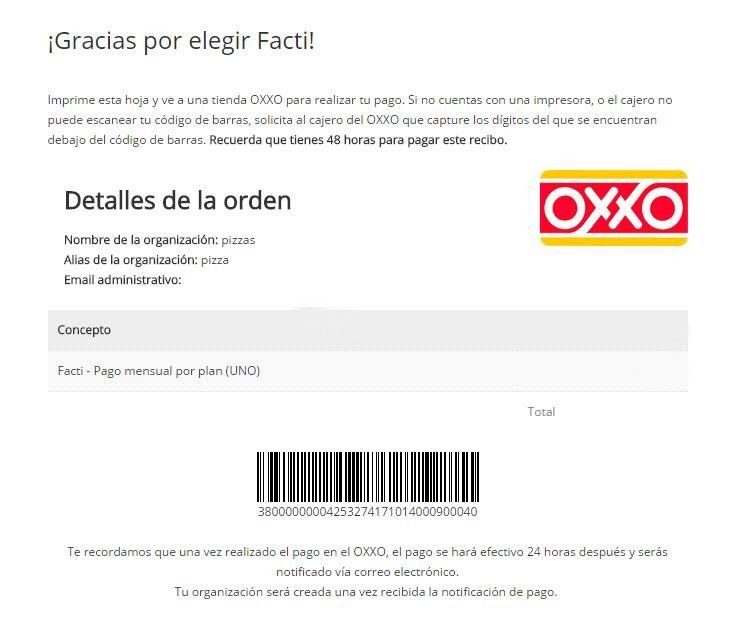 ¡Gracias por elegir Facti!
Imprime esta hoja y ve a una tienda OXXO para realizar tu pago. Si no cuentas con una impresora, o el cajero no
puede escanear tu código de barras, solicita al cajero del OXXO que capture los dígitos del que se encuentran
debajo del código de barras. Recuerda que tienes 48 horas para pagar este recibo.
OXXO
Detalles de la orden
Nombre de la organización: pizzas
Alias de la organización: pizza
Email administrativo:
Concepto
Facti - Pago mensual por plan (UNO)
Total
38000000004253274171014000900040
Te recordamos que una vez realizado el pago en el OXXO, el pago se hará efectivo 24 horas después y serás
notificado vía correo electrónico.
Tu organización será creada una vez recibida la notificación de pago.